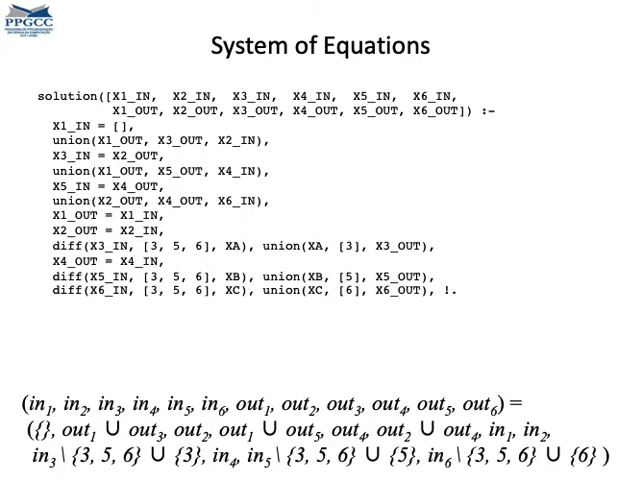 PPGCC
System of Equations
solution([X1_IN, X2_IN, X3_IN, X4_IN, X5_IN, X6_IN,
X1_OUT, X2_OUT, X3_OUT, X4_OUT, X5_OUT, X6_OUT]) :-
X1_IN = [],
union(X1_OUT, X3_OUT, X2_IN),
X3_IN = X2_OUT,
union(X1_OUT, X5_OUT, X4_IN),
X5_IN = X4_OUT,
union(X2_OUT, X4_OUT, X6_IN),
X1_OUT = X1_IN,
X2_OUT = X2_IN,
diff(X3_IN, [3, 5, 6], XA), union(XA, [3], X3_OUT),
X4_OUT = X4_IN,
diff(X5_IN, [3, 5, 6], XB), union(XB, [5], X5_OUT),
diff(X6_IN, [3, 5, 6], XC), union(XC, [6], X6_OUT), !.
(in₁, in₂, in₃, in₄, in₅, in₆, out₁, out₂, out₃, out₄, out₅, out₆) =
({}, out₁ ∪ out₃, out₂, out₁ ∪ out₅, out₄, out₂ ∪ out₄, in₁, in₂,
in₃ \ {3, 5, 6} ∪ {3}, in₄, in₅ \ {3, 5, 6} ∪ {5}, in₆ \ {3, 5, 6} ∪ {6} )